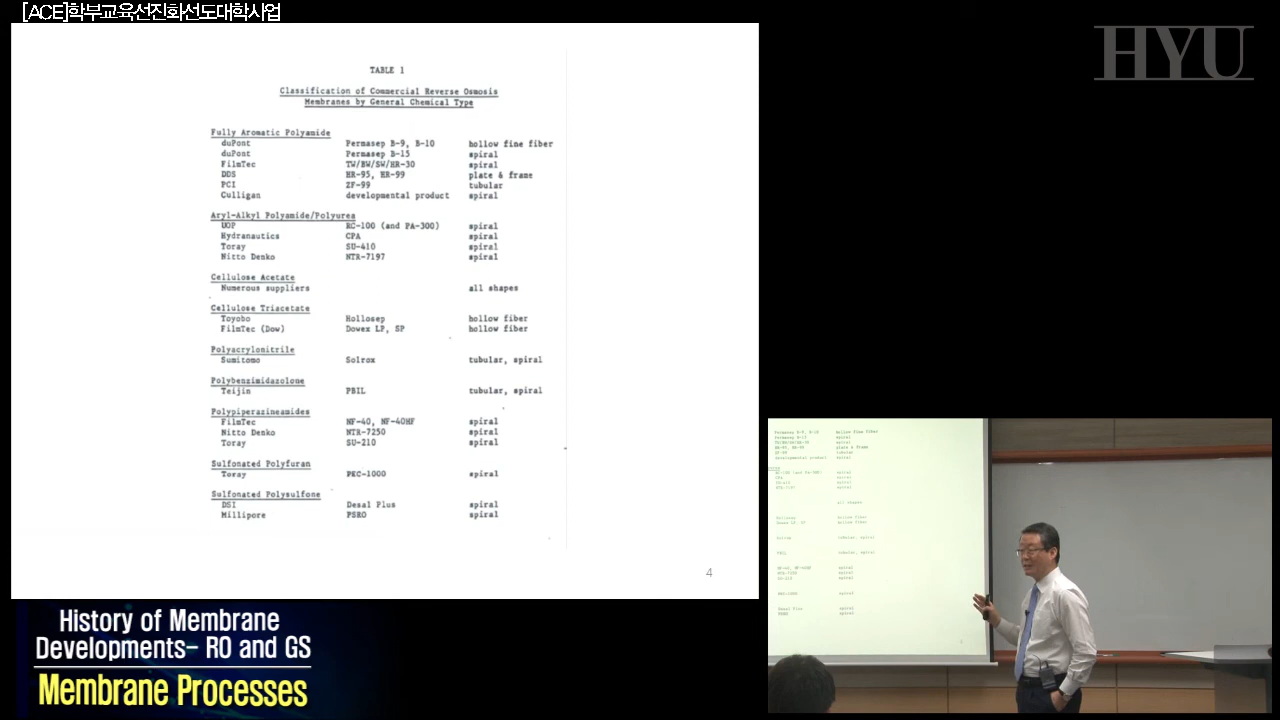 [ACE]학부교육선진화선도대학사업
HYU
TABLE 1
Classification of Commercial Reverse Osmosis
Membranes by General Chemical Type
Fully Aromatic Polyamide
duPont Permasep B-9, B-10 hollow fine fiber
duPont Permasep B-15 spiral
FilmTec TW/BW/SW/HR-30 spiral
DDS HR-95, HR-99 plate & frame
PCI ZF-99 tubular
Culligan developmental product spiral
Aryl-Alkyl Polyamide/Polyurea
UOP RC-100 (and PA-300) spiral
Hydranautics CPA spiral
Toray SU-410 spiral
Nitto Denko NTR-7197 spiral
Cellulose Acetate
Numerous suppliers all shapes
Cellulose Triacetate
Toyobo Hollosep hollow fiber
FilmTec (Dow) Dowex LP, SP hollow fiber
Polyacrylonitrile
Sumitomo Solrox tubular, spiral
Polybenzimidazolone
Teijin PBIL tubular, spiral
Polypiperazineamides
FilmTec NF-40, NF-40HF spiral
Nitto Denko NTR-7250 spiral
Toray SU-210 spiral
Sulfonated Polyfuran
Toray PEC-1000 spiral
Sulfonated Polysulfone
DSI Desal Plus spiral
Millipore PSRO spiral
4
History of Membrane
Developments- RO and GS
Membrane Processes